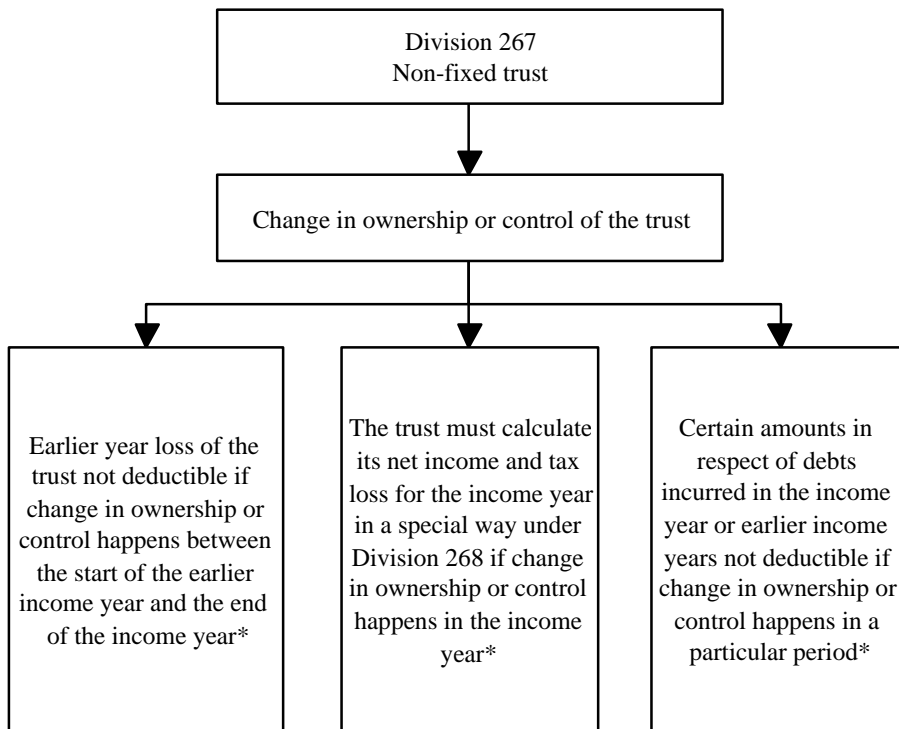 Division 267
Non-fixed trust
Change in ownership or control of the trust
Earlier year loss of the
trust not deductible if
change in ownership or
control happens between
the start of the earlier
income year and the end
of the income year*
The trust must calculate
its net income and tax
loss for the income year
in a special way under
Division 268 if change
in ownership or control
happens in the income
year*
Certain amounts in
respect of debts
incurred in the income
year or earlier income
years not deductible if
change in ownership or
control happens in a
particular period*